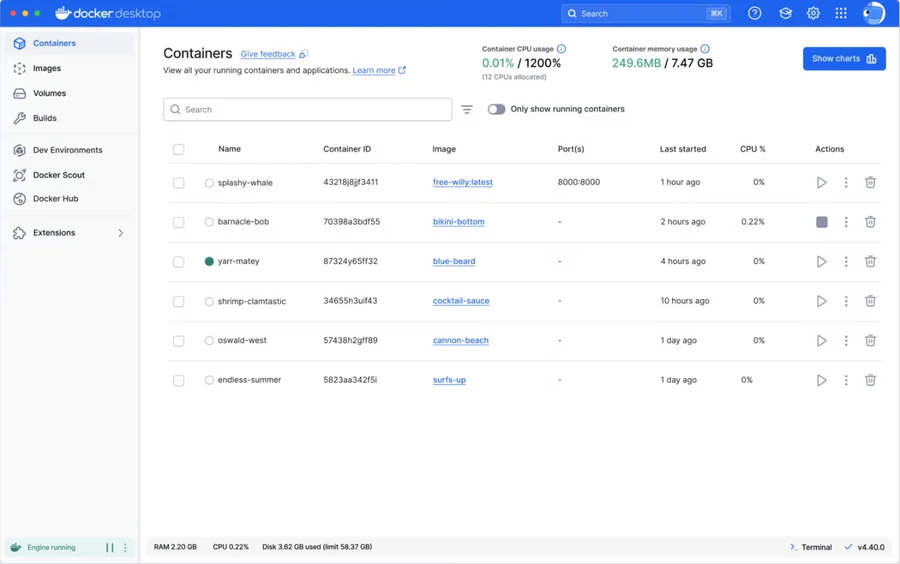 docker desktop
Search
⌘K
Containers
Images
Volumes
Builds
Dev Environments
Docker Scout
Docker Hub
Extensions
Containers Give feedback
View all your running containers and applications. Learn more
Container CPU usage
0.01% / 1200%
(12 CPUs allocated)
Container memory usage
249.6MB / 7.47 GB
Show charts
Search
Only show running containers
Name Container ID Image Port(s) Last started CPU % Actions
splashy-whale 43218j8jjf3411 free-willy:latest 8000:8000 1 hour ago 0%
barnacle-bob 70398a3bdf55 bikini-bottom - 2 hours ago 0.22%
yarr-matey 87324y65ff32 blue-beard - 4 hours ago 0%
shrimp-clamtastic 34655h3uif43 cocktail-sauce - 10 hours ago 0%
oswald-west 57438h2gff89 cannon-beach - 1 day ago 0%
endless-summer 5823aa342f5i surfs-up - 1 day ago 0%
Engine running
RAM 2.20 GB CPU 0.22% Disk 3.62 GB used (limit 58.37 GB)
Terminal v4.40.0